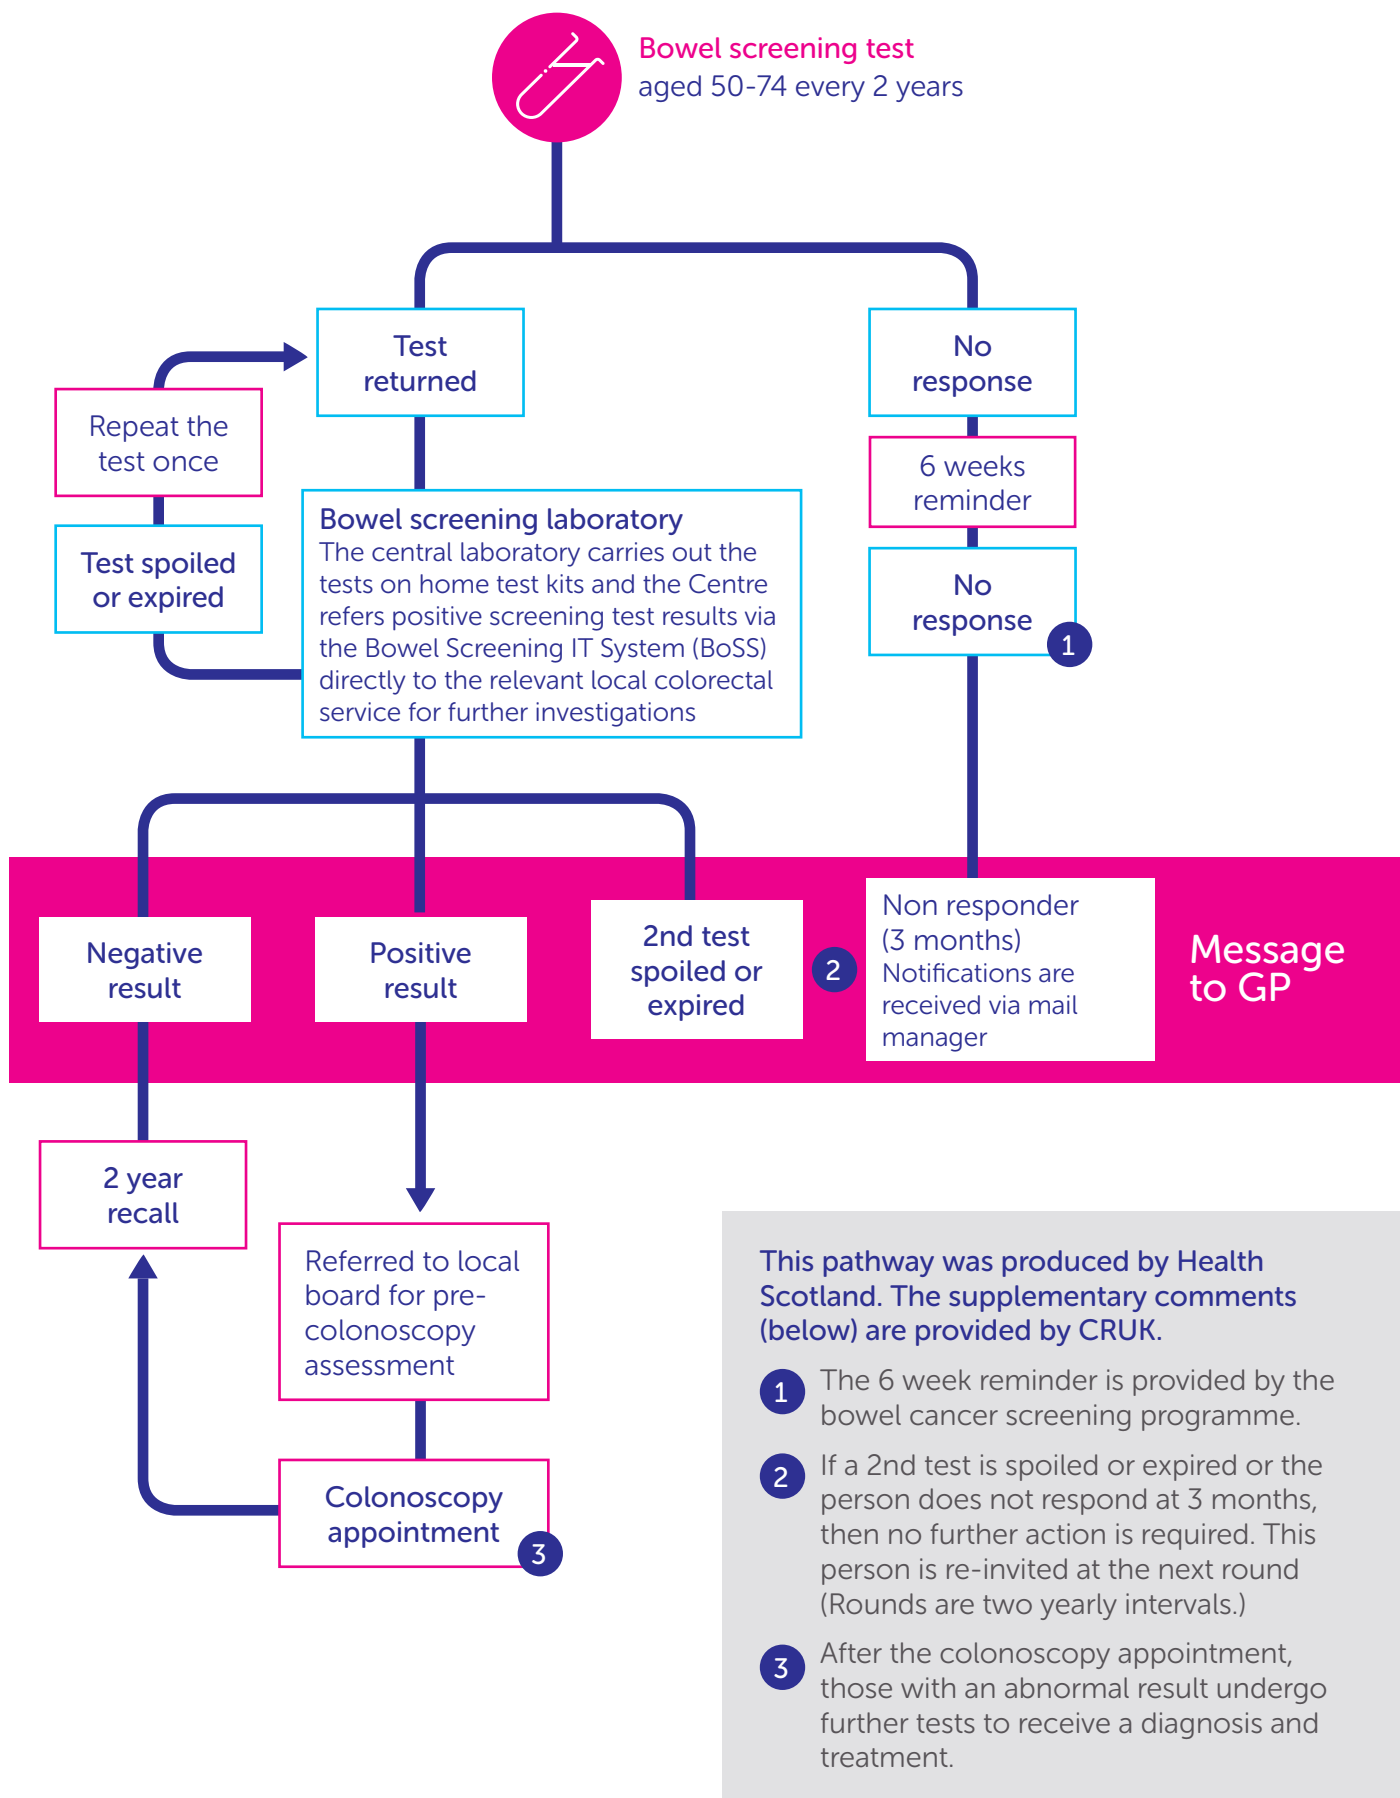 Bowel screening test
aged 50-74 every 2 years
Test
returned
No
response
Repeat the
test once
6 weeks
reminder
Test spoiled
or expired
Bowel screening laboratory
The central laboratory carries out the
tests on home test kits and the Centre
refers positive screening test results via
the Bowel Screening IT System (BoSS)
directly to the relevant local colorectal
service for further investigations
No
response
1
Negative
result
Positive
result
2nd test
spoiled or
expired
2
Non responder
(3 months)
Notifications are
received via mail
manager
Message
to GP
2 year
recall
Referred to local
board for pre-
colonoscopy
assessment
Colonoscopy
appointment
3
This pathway was produced by Health
Scotland. The supplementary comments
(below) are provided by CRUK.
1 The 6 week reminder is provided by the
bowel cancer screening programme.
2 If a 2nd test is spoiled or expired or the
person does not respond at 3 months,
then no further action is required. This
person is re-invited at the next round
(Rounds are two yearly intervals.)
3 After the colonoscopy appointment,
those with an abnormal result undergo
further tests to receive a diagnosis and
treatment.